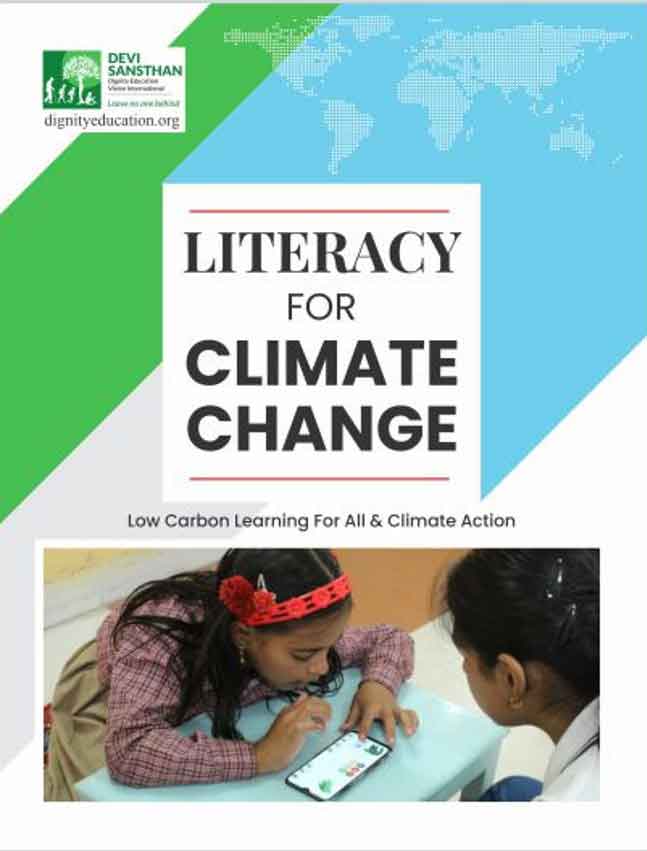 DEVI
SANSTHAN
Dignity Education
Vision International
Leave no one behind
dignityeducation.org
LITERACY
FOR
CLIMATE
CHANGE
Low Carbon Learning For All & Climate Action